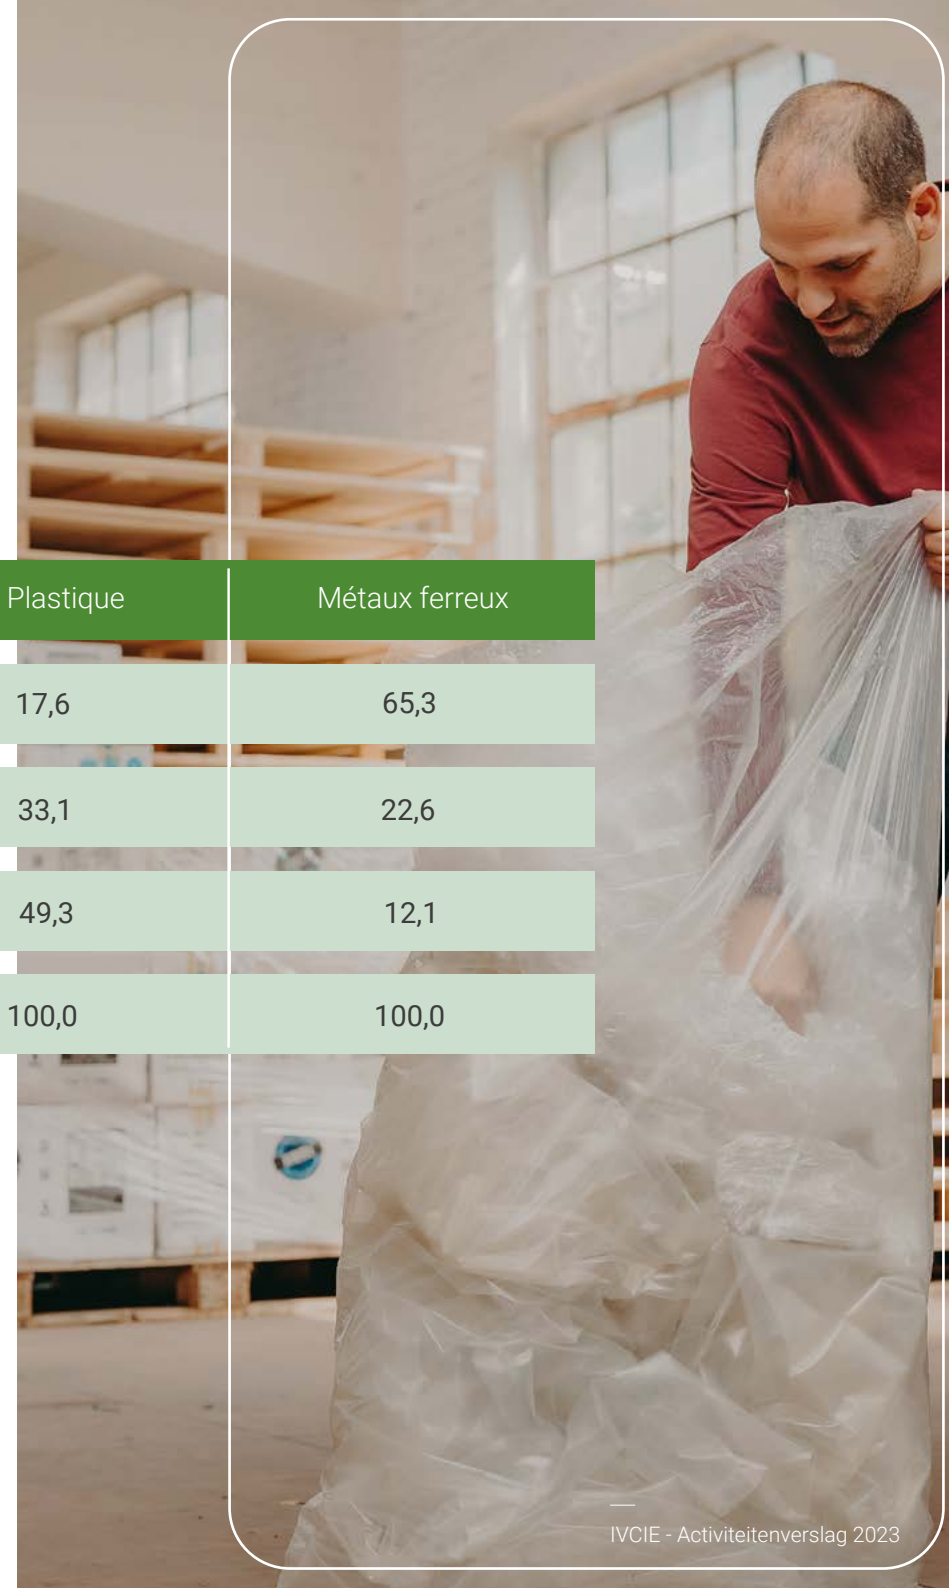 Plastique Métaux ferreux
17,6 65,3
33,1 22,6
49,3 12,1
100,0 100,0
IVCIE - Activiteitenverslag 2023